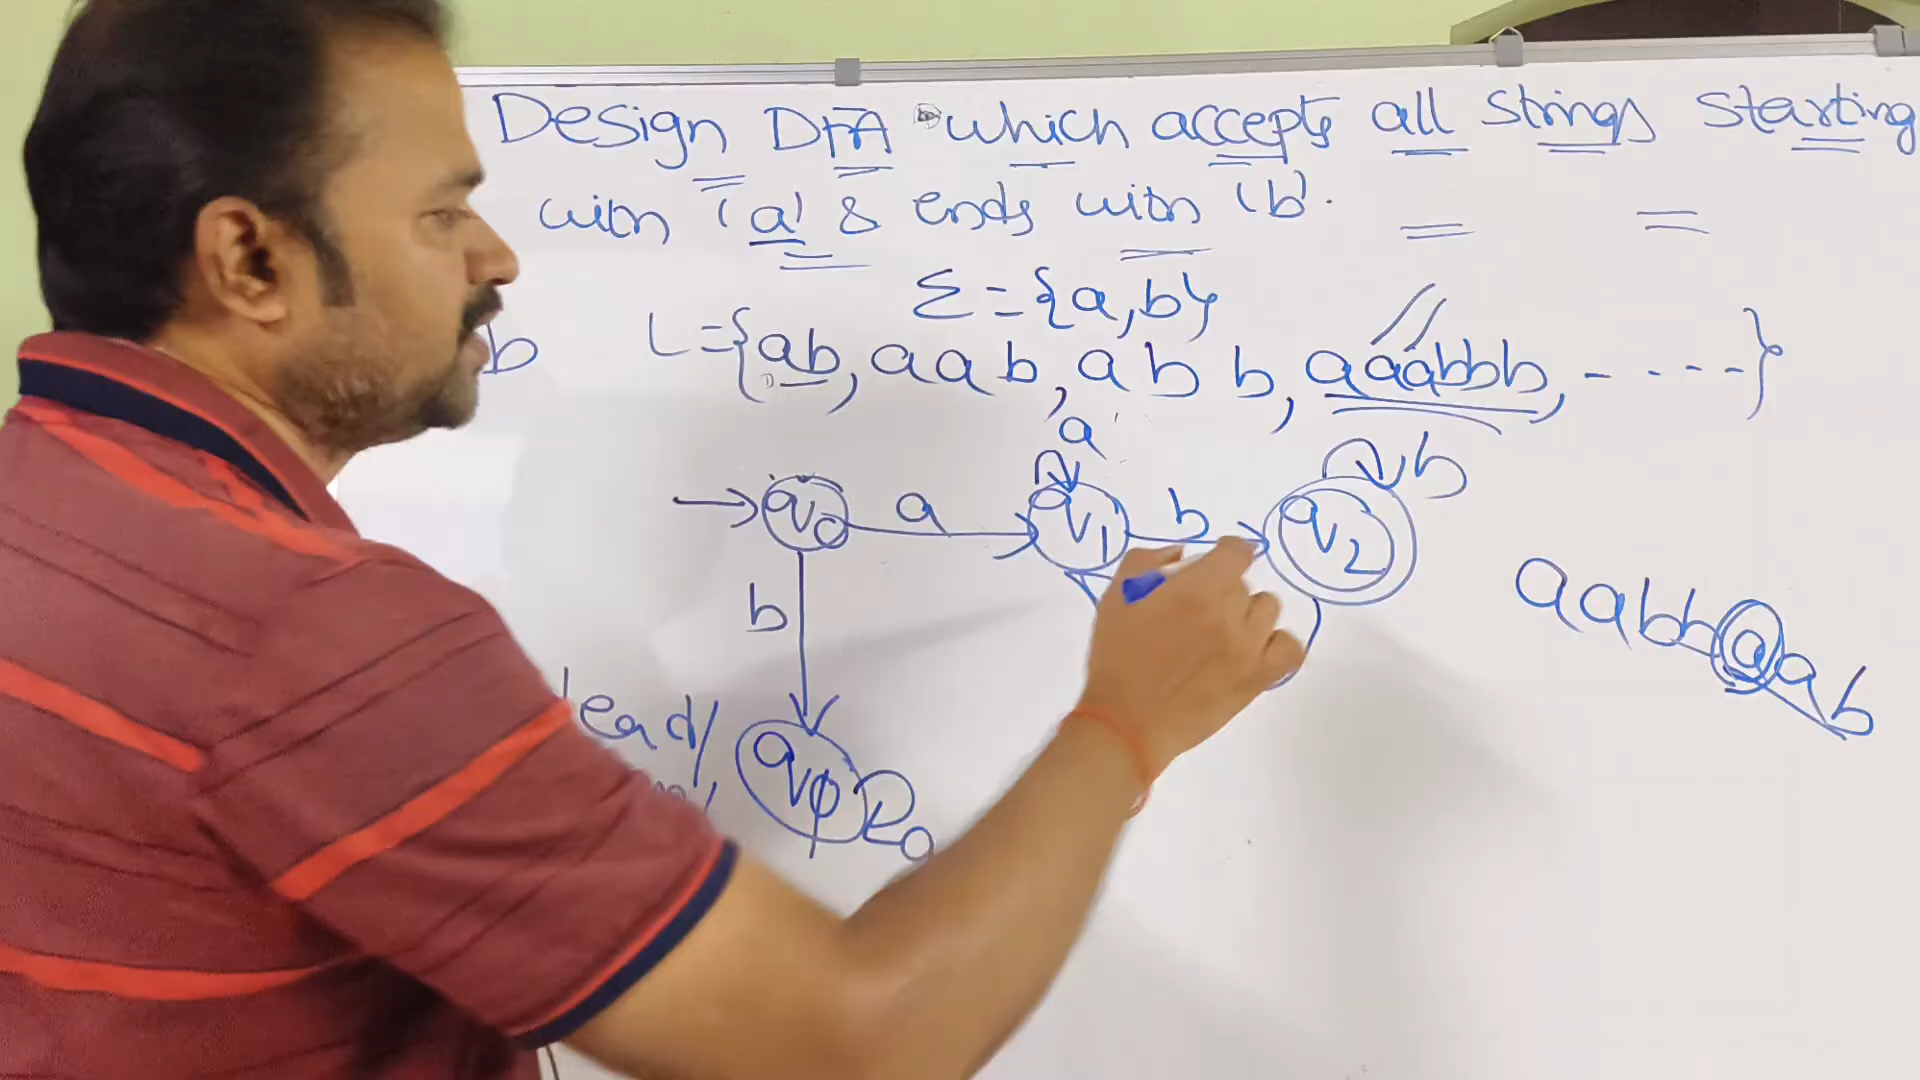 Design DFA which accepts all strings starting
with 'a' & ends with 'b'.
Σ = {a,b}
b
L = {ab, aab, abb, aaabbb, - - - - -}
a
b
q0 a q1 b q2
b
aabbaab
dead/
qφ a